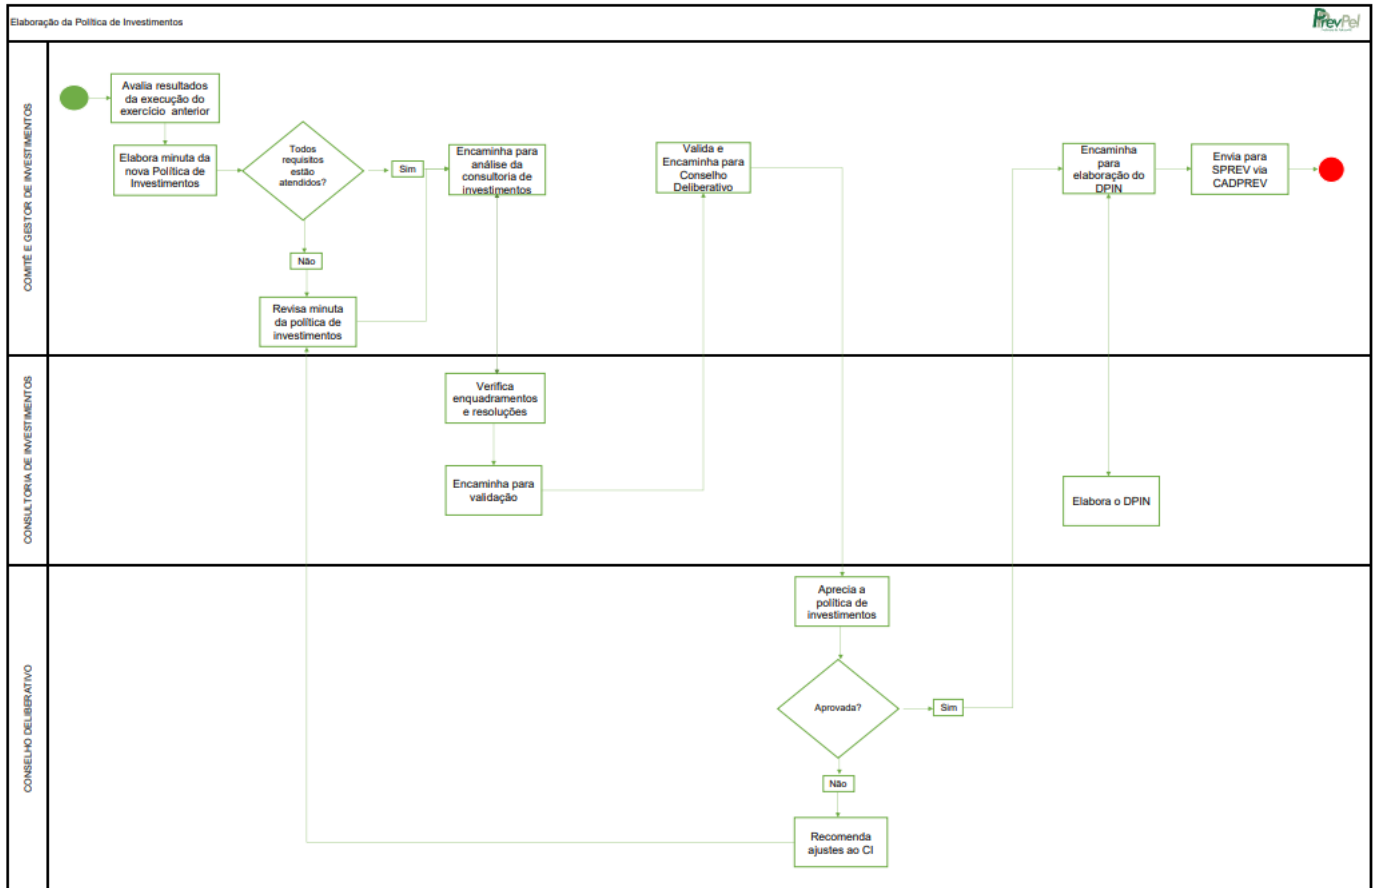 Elaboração da Política de Investimentos
PrevPel
COMITÊ E GESTOR DE INVESTIMENTOS
Avalia resultados
da execução do
exercício anterior
Elabora minuta da
nova Política de
Investimentos
Todos
requisitos
estão
atendidos?
Sim
Não
Revisa minuta
da política de
investimentos
Encaminha para
análise da
consultoria de
investimentos
Valida e
Encaminha para
Conselho
Deliberativo
Encaminha
para
elaboração do
DPIN
Envia para
SPREV via
CADPREV
CONSULTORIA DE INVESTIMENTOS
Verifica
enquadramentos
e resoluções
Encaminha para
validação
Elabora o DPIN
CONSELHO DELIBERATIVO
Aprecia a
política de
investimentos
Aprovada?
Sim
Não
Recomenda
ajustes ao CI